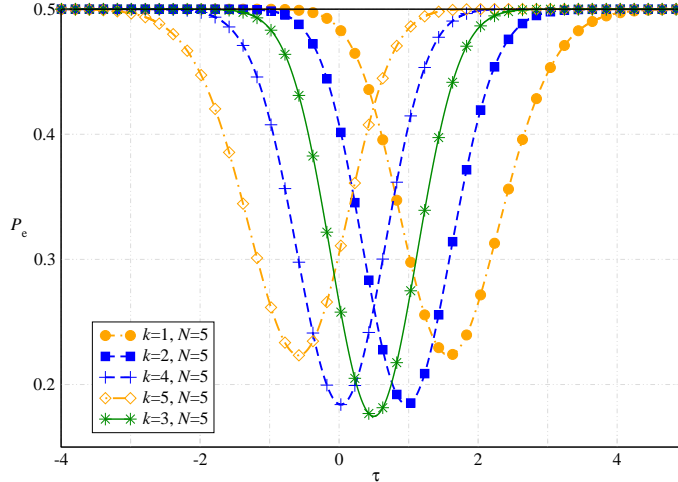 0.5
0.4
P_e
0.3
k=1, N=5
k=2, N=5
k=4, N=5
k=5, N=5
k=3, N=5
0.2
-4 -2 0 2 4
τ